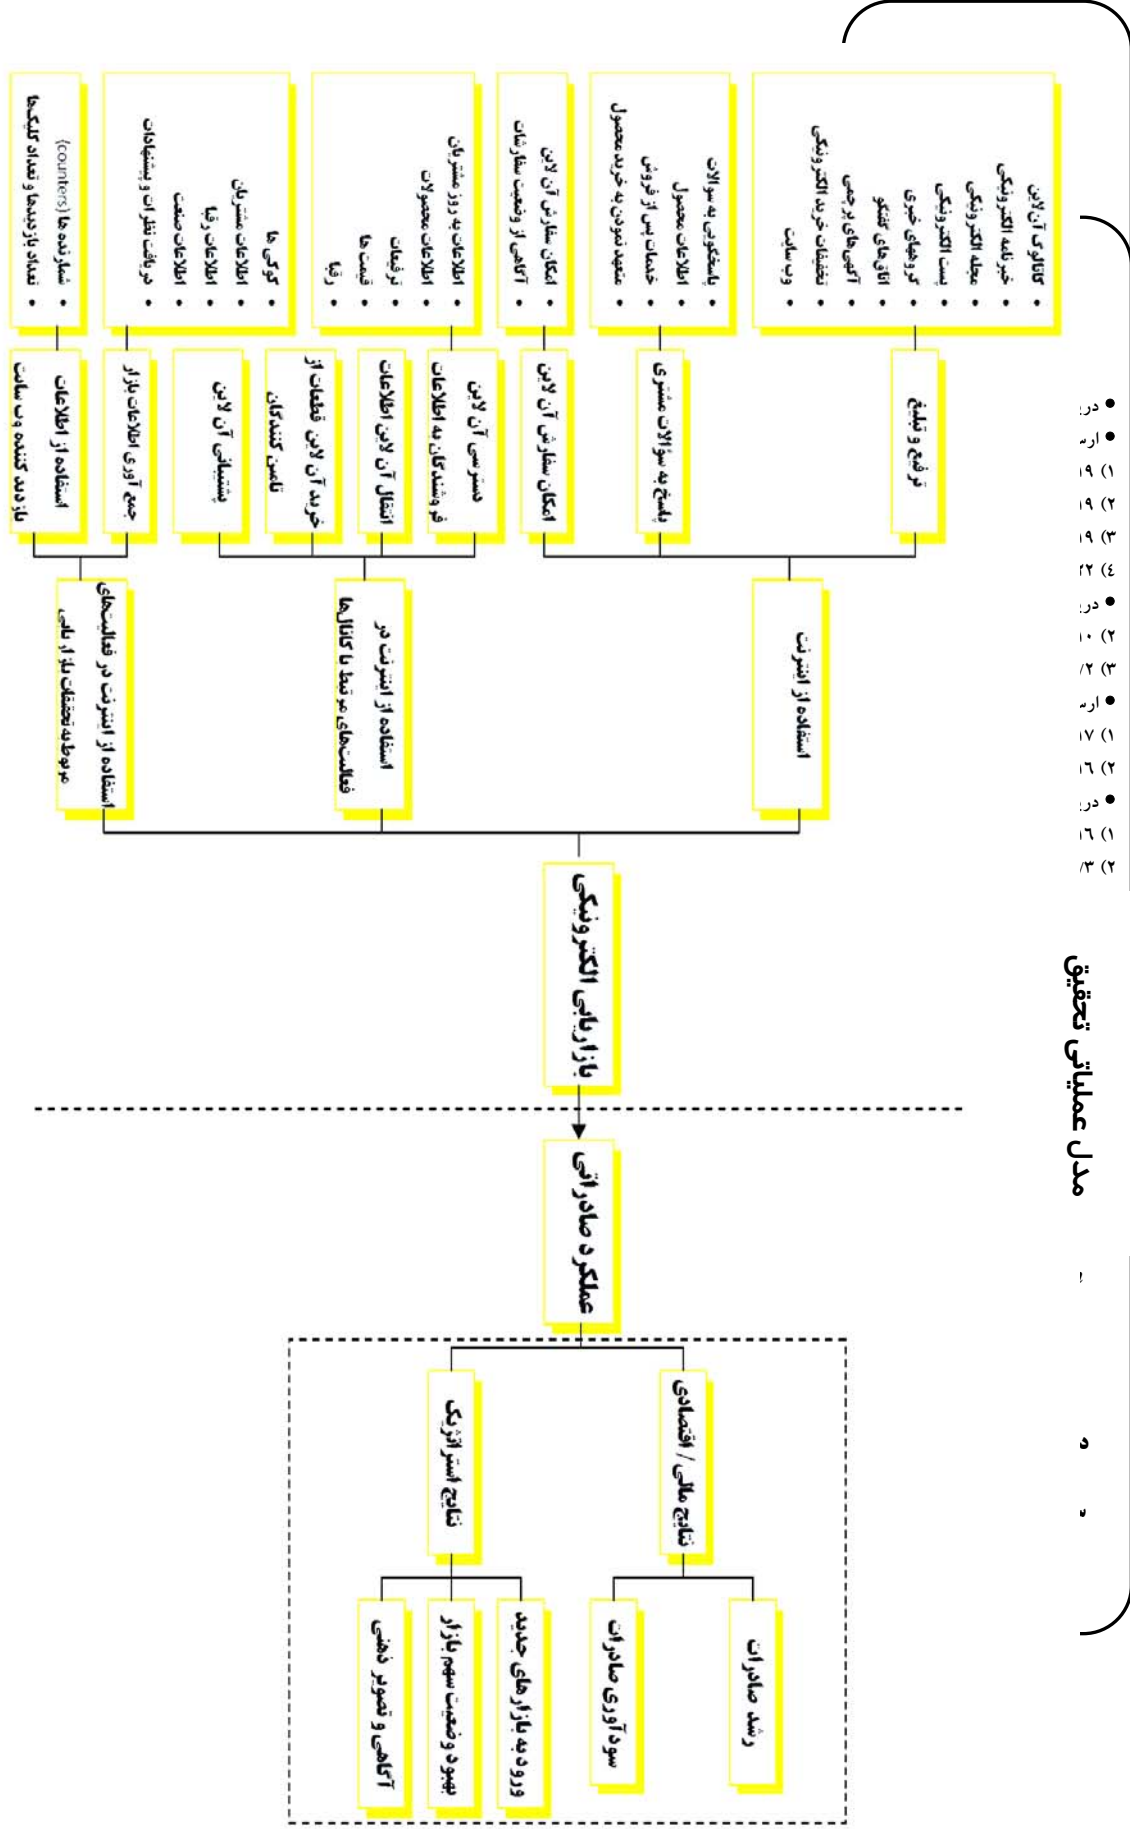 مدل عملیاتی تحقیق
• کاتالوگ آن لاین
• خبرنامه الکترونیکی
• مجله الکترونیکی
• پست الکترونیکی
• گروههای خبری
• اتاق‌های گفتگو
• آگهی‌های پرچمی
• تخفیفات خرید الکترونیکی
• وب سایت
• پاسخگویی به سوالات
• اطلاعات محصول
• خدمات پس از فروش
• متعهد نمودن به خرید محصول
• امکان سفارش آن لاین
• آگاهی از وضعیت سفارشات
• اطلاعات به روز مشتریان
• اطلاعات محصولات
• ترفیعات
• قیمت ها
• رقبا
• کوکی ها
• اطلاعات مشتریان
• اطلاعات رقبا
• اطلاعات صنعت
• دریافت نظرات و پیشنهادات
• شمارنده ها (counters)
• تعداد بازدیدها و تعداد کلیک‌ها
ترفیع و تبلیغ
پاسخ به سؤالات مشتری
امکان سفارش آن لاین
دسترسی آن لاین
فروشندگان به اطلاعات
انتقال آن لاین اطلاعات
خرید آن لاین قطعات از
تامین کنندگان
پشتیبانی آن لاین
جمع آوری اطلاعات بازار
استفاده از اطلاعات
بازدید کننده وب سایت
استفاده از اینترنت
استفاده از اینترنت در
فعالیت‌های مرتبط با کانال‌ها
استفاده از اینترنت در فعالیت‌های
مربوط به تحقیقات بازاریابی
بازاریابی الکترونیکی
عملکرد صادراتی
نتایج مالی/ اقتصادی
نتایج استراتژیک
رشد صادرات
سودآوری صادرات
ورود به بازارهای جدید
بهبود وضعیت سهم بازار
آگاهی و تصویر ذهنی